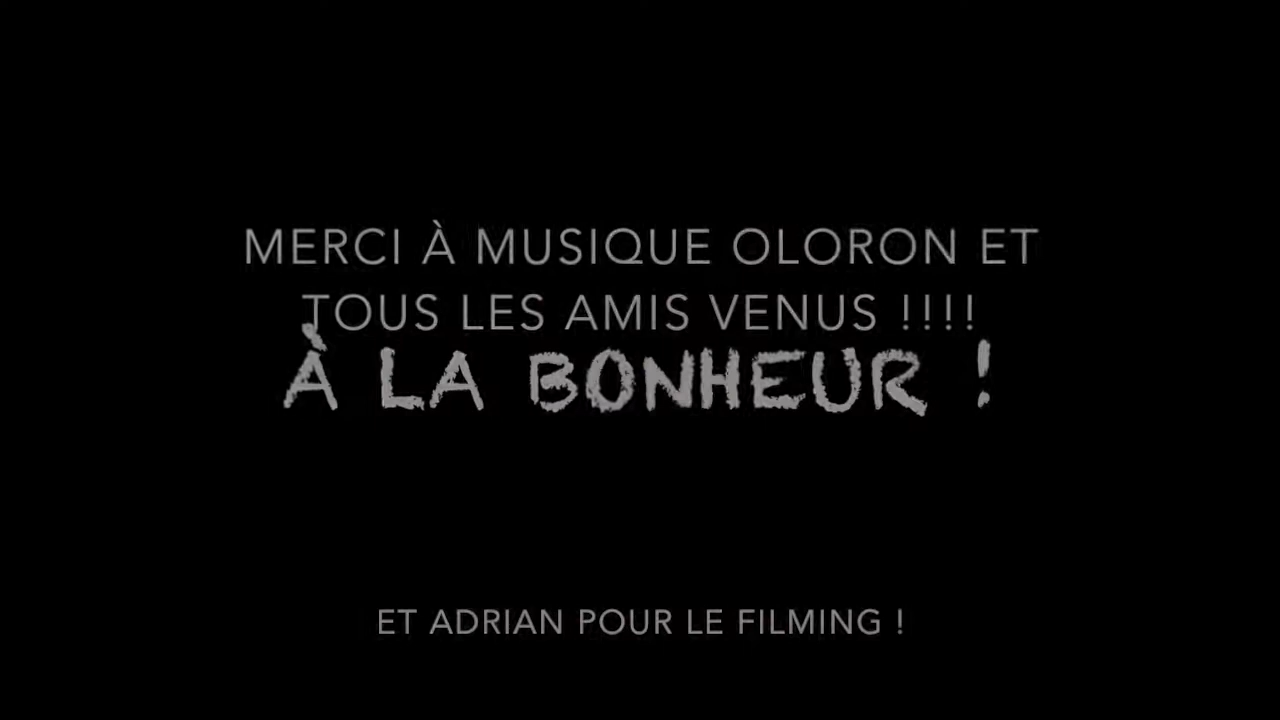 MERCI À MUSIQUE OLORON ET
TOUS LES AMIS VENUS !!!!
À LA BONHEUR !
ET ADRIAN POUR LE FILMING !